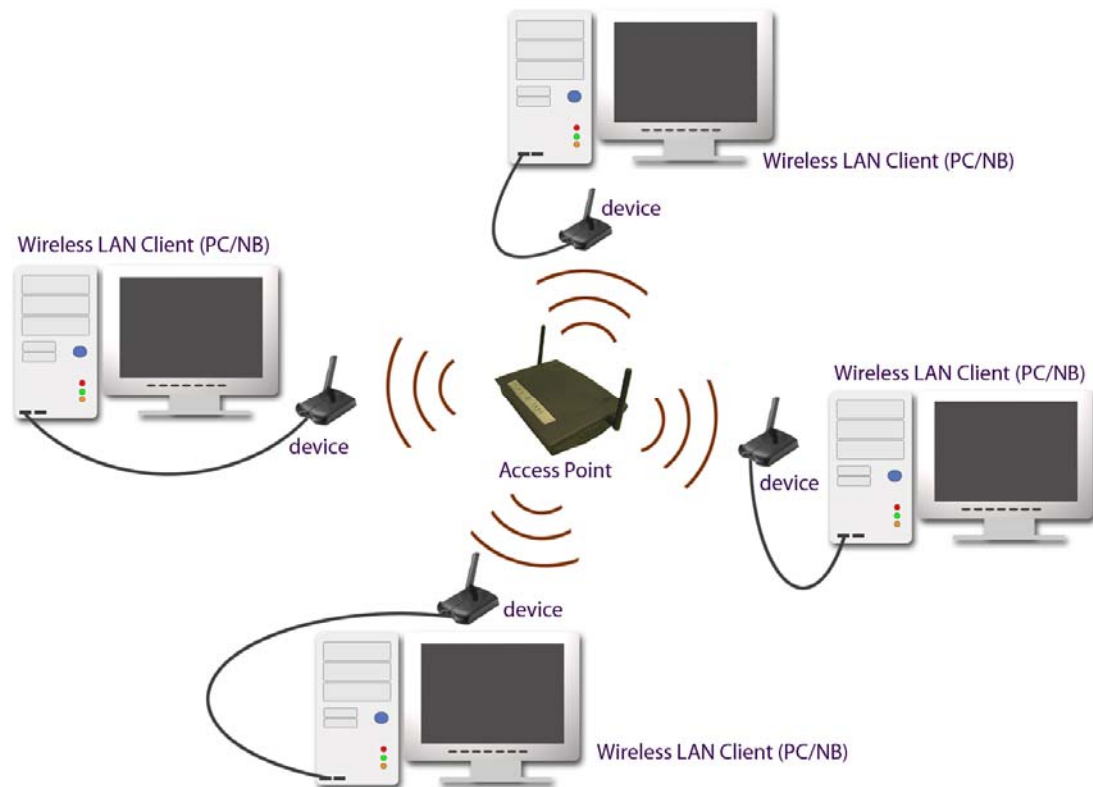 Wireless LAN Client (PC/NB)
device
Wireless LAN Client (PC/NB)
device
Wireless LAN Client (PC/NB)
device
Access Point
device
Wireless LAN Client (PC/NB)